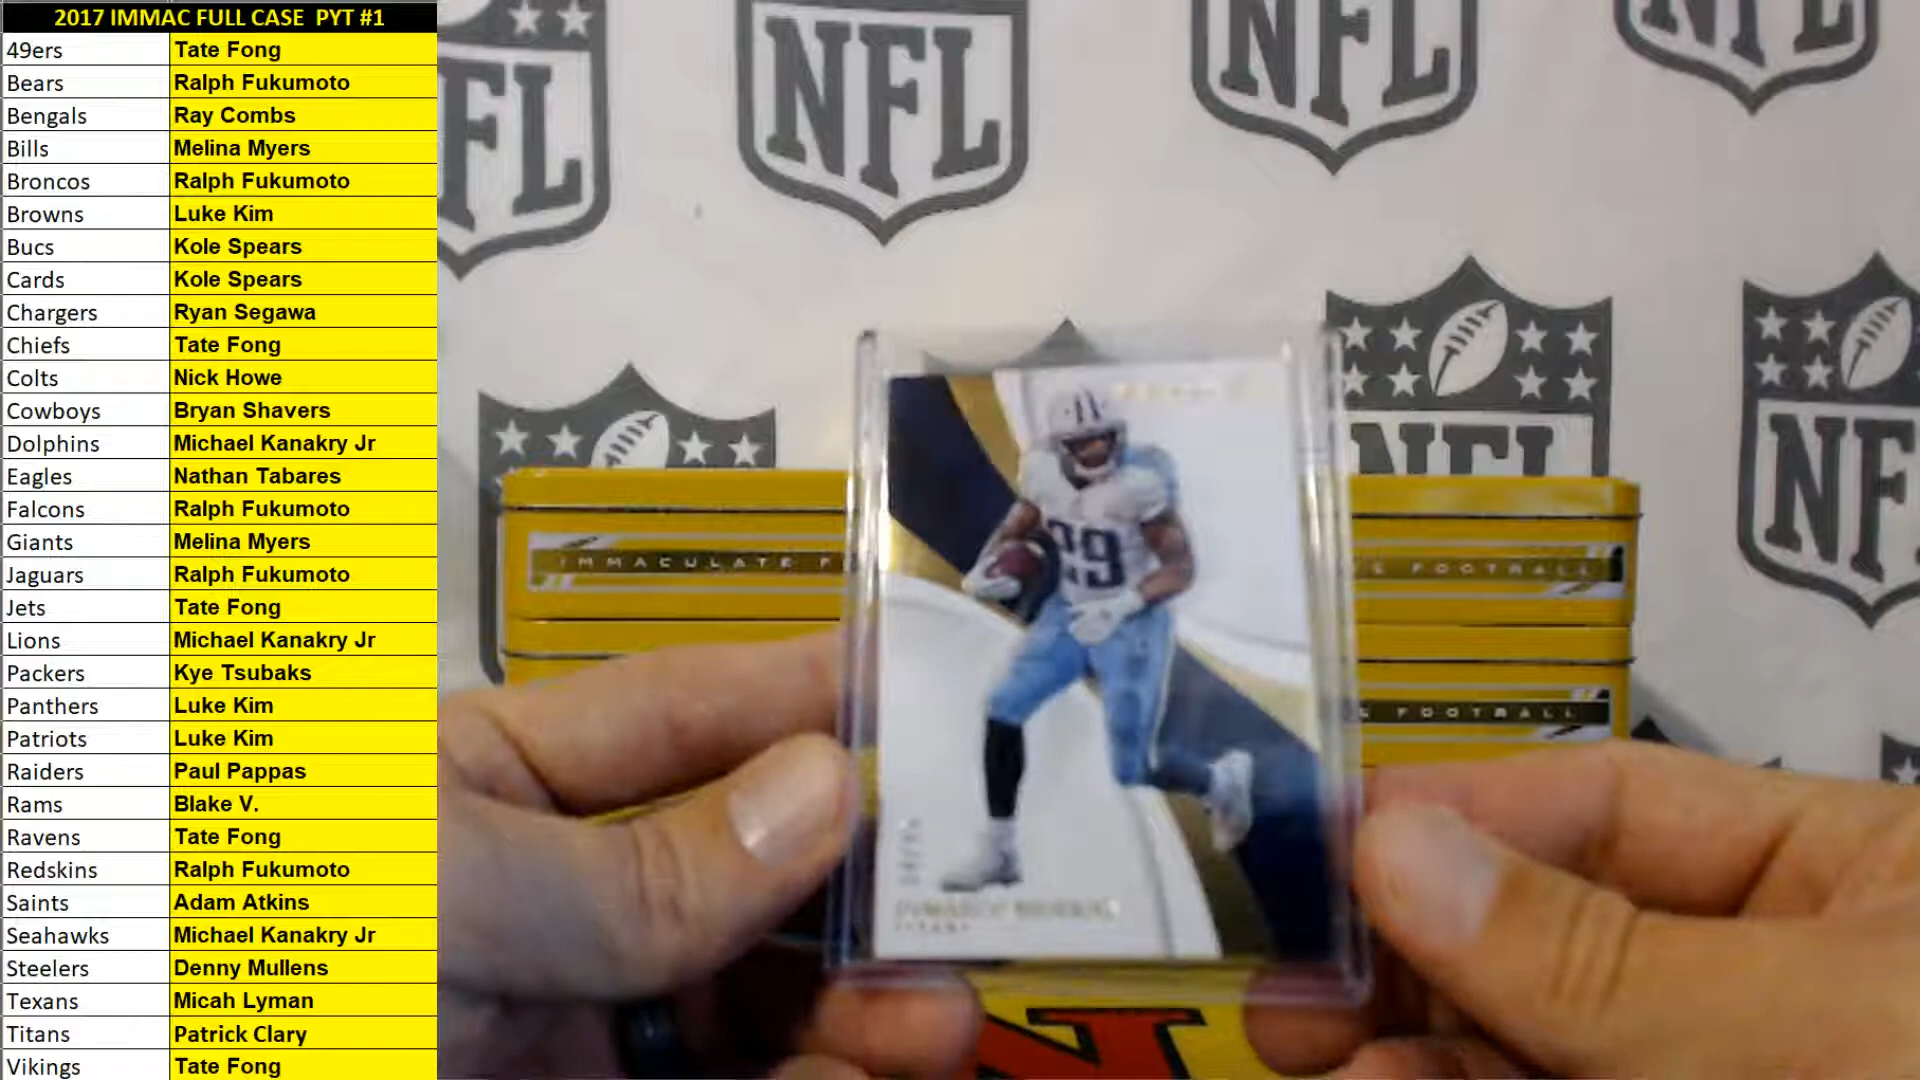 2017 IMMAC FULL CASE PYT #1
49ers Tate Fong
Bears Ralph Fukumoto
Bengals Ray Combs
Bills Melina Myers
Broncos Ralph Fukumoto
Browns Luke Kim
Bucs Kole Spears
Cards Kole Spears
Chargers Ryan Segawa
Chiefs Tate Fong
Colts Nick Howe
Cowboys Bryan Shavers
Dolphins Michael Kanakry Jr
Eagles Nathan Tabares
Falcons Ralph Fukumoto
Giants Melina Myers
Jaguars Ralph Fukumoto
Jets Tate Fong
Lions Michael Kanakry Jr
Packers Kye Tsubaks
Panthers Luke Kim
Patriots Luke Kim
Raiders Paul Pappas
Rams Blake V.
Ravens Tate Fong
Redskins Ralph Fukumoto
Saints Adam Atkins
Seahawks Michael Kanakry Jr
Steelers Denny Mullens
Texans Micah Lyman
Titans Patrick Clary
Vikings Tate Fong
NFL
NFL
NFL
NFL
NFL
NFL
IMMACULATE
FOOTBALL
FOOTBALL
29
TITANS